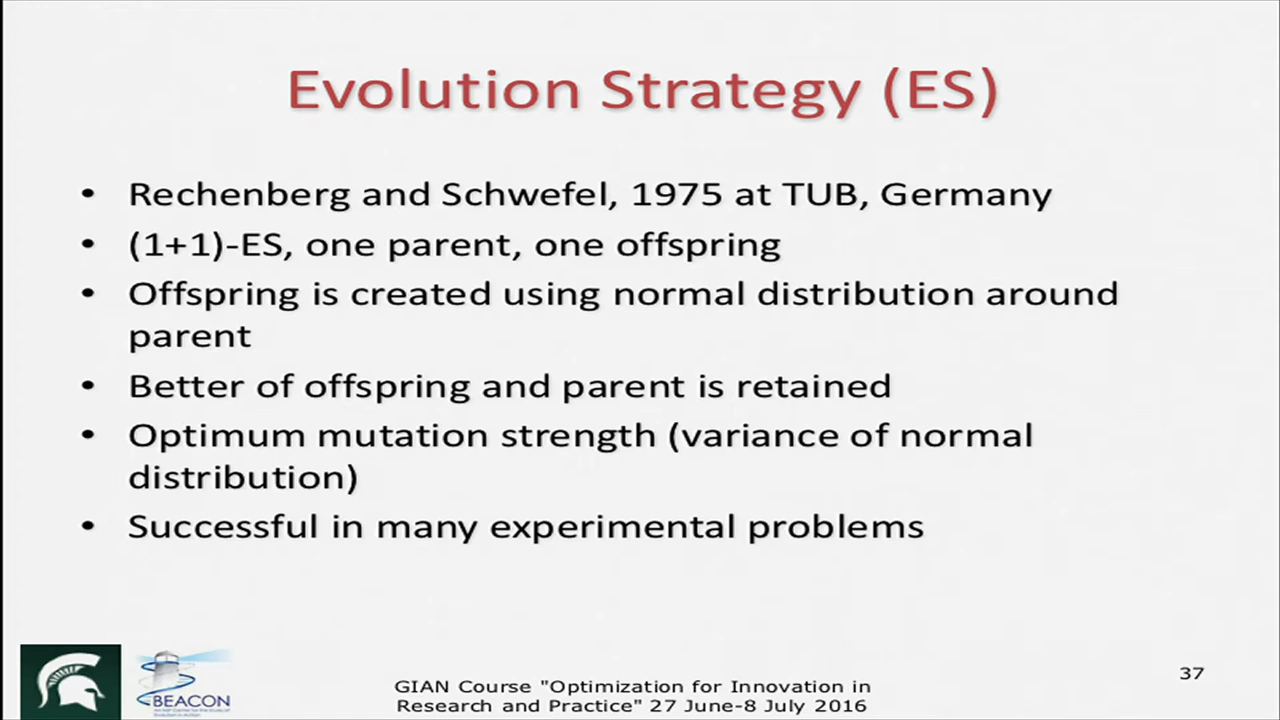 Evolution Strategy (ES)
• Rechenberg and Schwefel, 1975 at TUB, Germany
• (1+1)-ES, one parent, one offspring
• Offspring is created using normal distribution around
parent
• Better of offspring and parent is retained
• Optimum mutation strength (variance of normal
distribution)
• Successful in many experimental problems
BEACON
GIAN Course "Optimization for Innovation in
Research and Practice" 27 June-8 July 2016
37